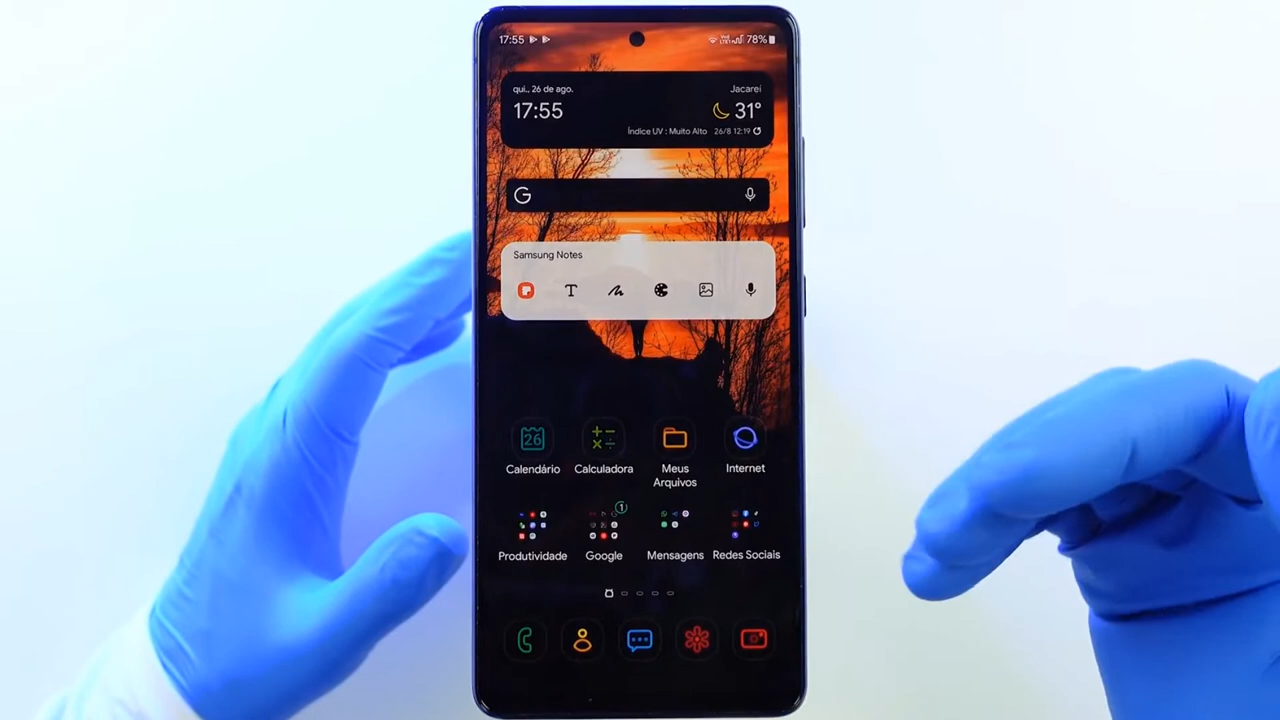 17:55 78%
qui., 26 de ago. Jacareí
17:55 31°
Índice UV : Muito Alto 26/8 12:19
G
Samsung Notes
T
26
Calendário Calculadora Meus Arquivos Internet
1
Produtividade Google Mensagens Redes Sociais